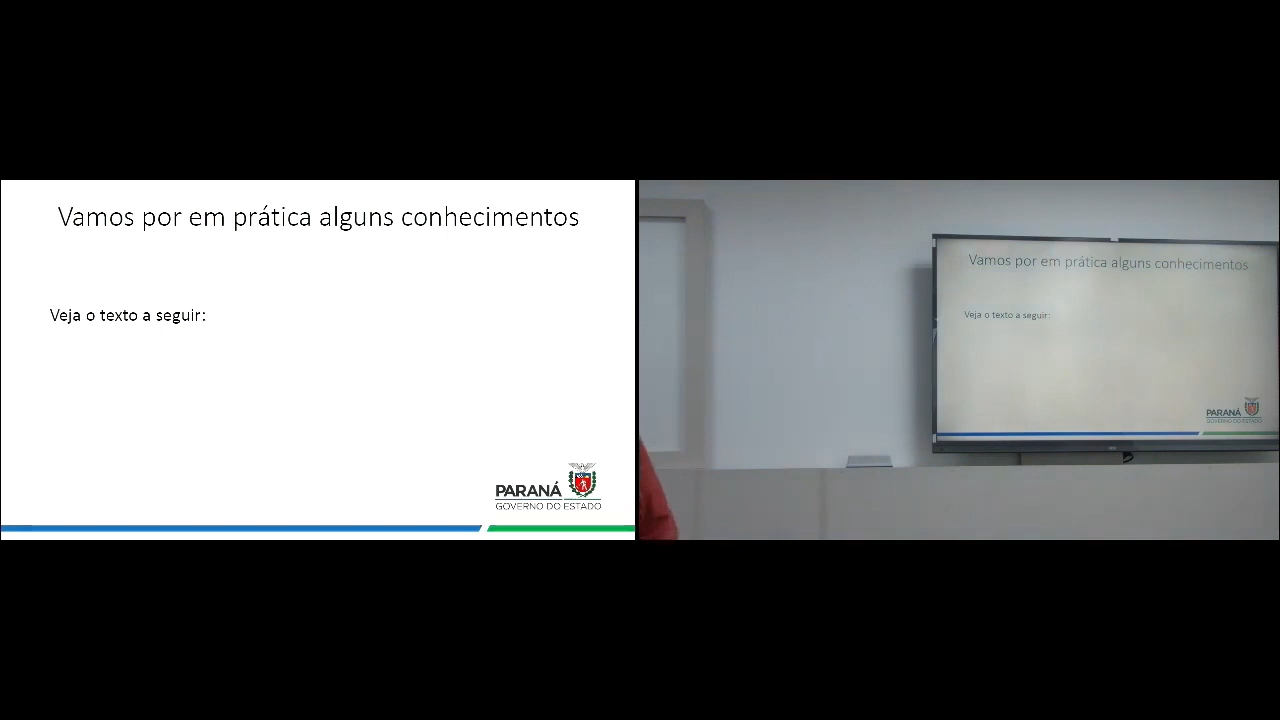 Vamos por em prática alguns conhecimentos
Veja o texto a seguir:
PARANÁ
GOVERNO DO ESTADO
Vamos por em prática alguns conhecimentos
Veja o texto a seguir:
PARANÁ
GOVERNO DO ESTADO